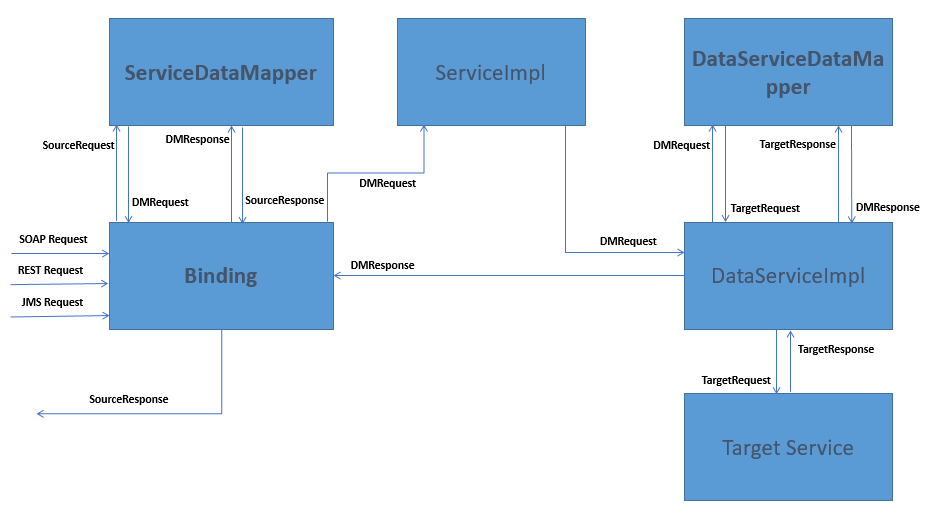 ServiceDataMapper
ServiceImpl
DataServiceDataMa
pper
SourceRequest
DMResponse
DMRequest
SourceResponse
DMRequest
DMRequest
TargetResponse
TargetRequest
DMResponse
SOAP Request
REST Request
JMS Request
Binding
DMResponse
DMRequest
DataServiceImpl
TargetResponse
TargetRequest
SourceResponse
Target Service